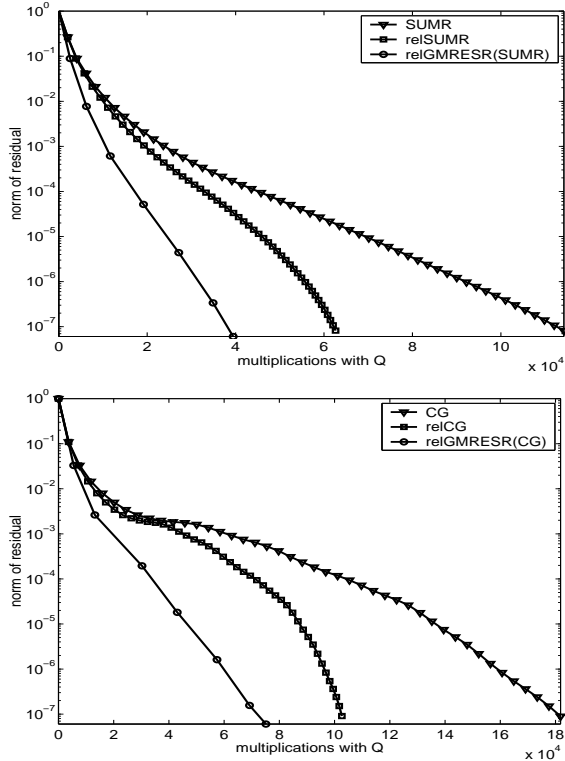 10^0
10^-1
10^-2
10^-3
10^-4
10^-5
10^-6
10^-7
norm of residual
SUMR
relSUMR
relGMRESR(SUMR)
0 2 4 6 8 10
multiplications with Q
x 10^4
10^0
10^-1
10^-2
10^-3
10^-4
10^-5
10^-6
10^-7
norm of residual
CG
relCG
relGMRESR(CG)
0 2 4 6 8 10 12 14 16 18
multiplications with Q
x 10^4